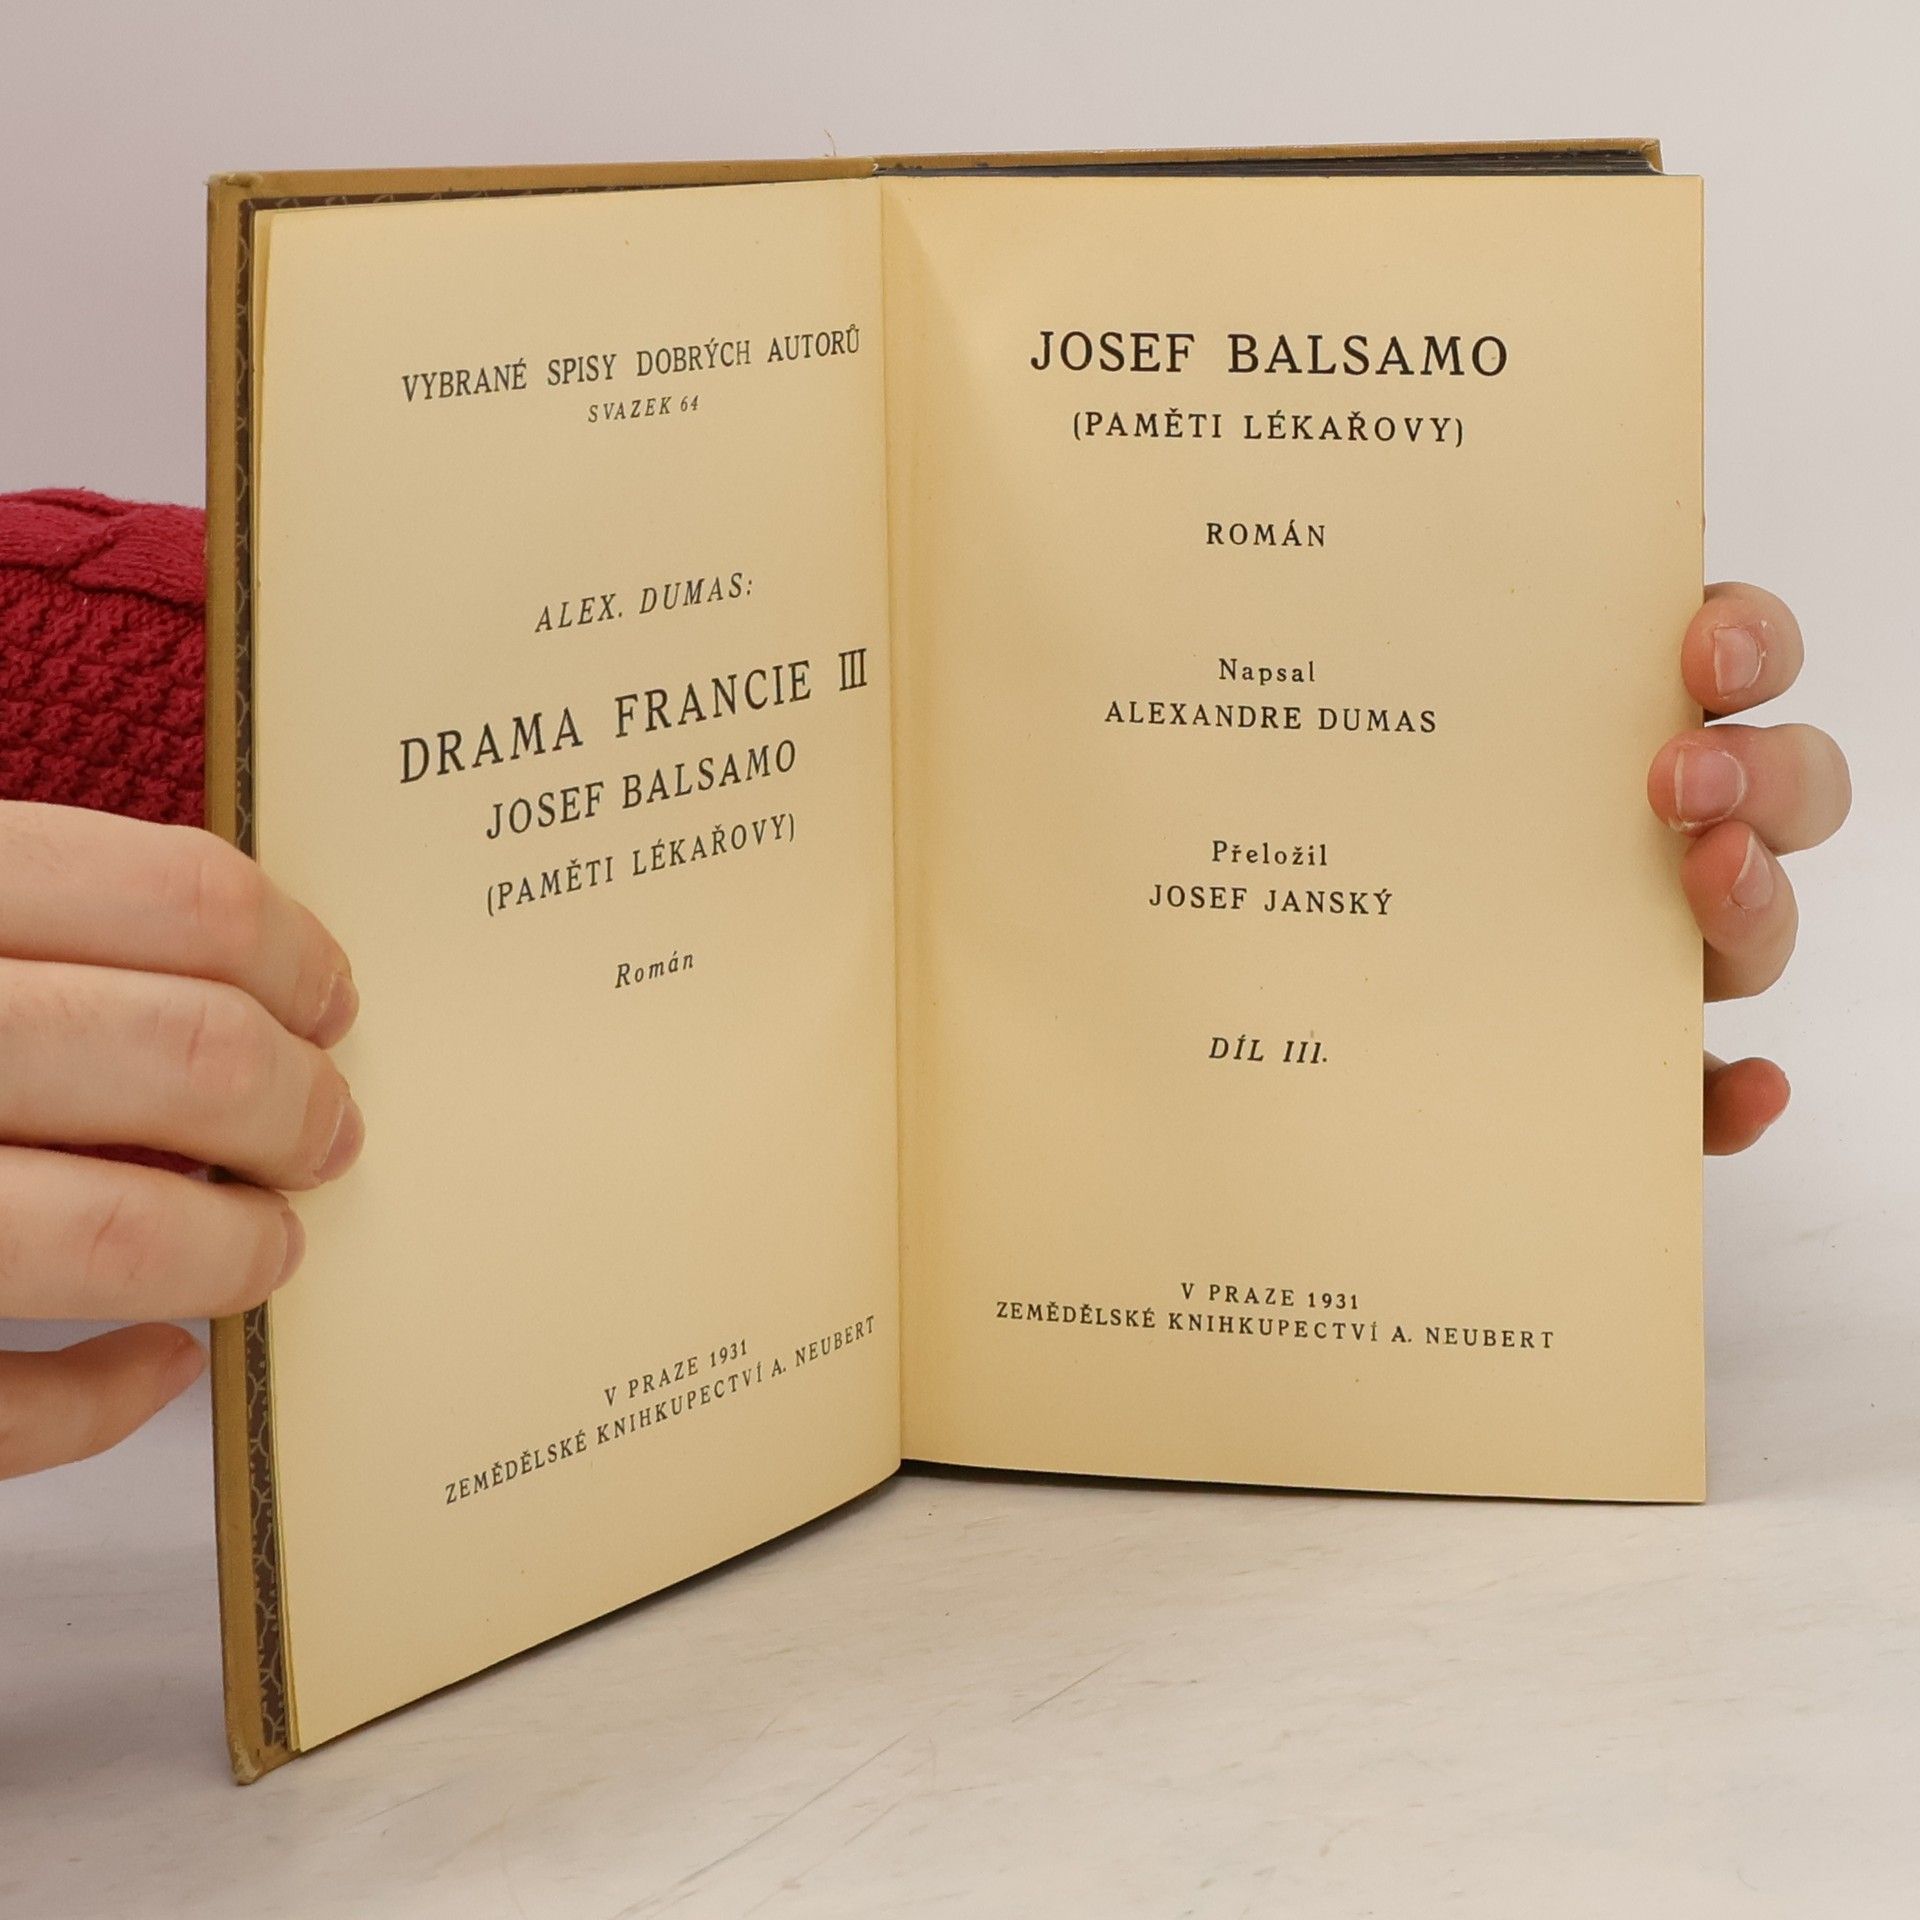 VYBRANÉ SPISY DOBRÝCH AUTORŮ
SVAZEK 64
ALEX. DUMAS:
DRAMA FRANCIE III
JOSEF BALSAMO
(PAMĚTI LÉKAŘOVY)
Román
V PRAZE 1931
ZEMĚDĚLSKÉ KNIHKUPECTVÍ A. NEUBERT
JOSEF BALSAMO
(PAMĚTI LÉKAŘOVY)
ROMÁN
Napsal
ALEXANDRE DUMAS
Přeložil
JOSEF JANSKÝ
DÍL III.
V PRAZE 1931
ZEMĚDĚLSKÉ KNIHKUPECTVÍ A. NEUBERT